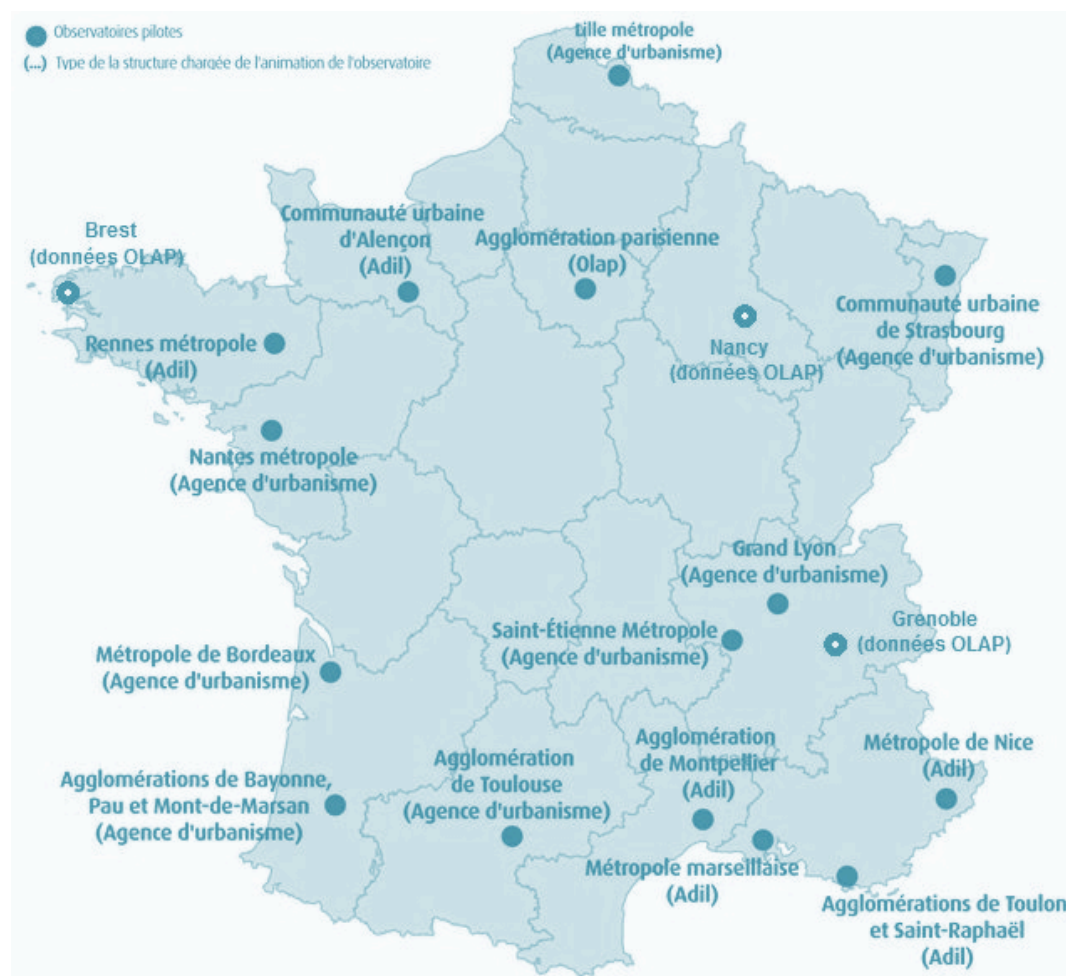 Observatoires pilotes
(...) Type de la structure chargée de l'animation de l'observatoire
Lille métropole
(Agence d'urbanisme)
Communauté urbaine
d'Alençon
(Adil)
Agglomération parisienne
(Olap)
Brest
(données OLAP)
Communauté urbaine
de Strasbourg
(Agence d'urbanisme)
Rennes métropole
(Adil)
Nancy
(données OLAP)
Nantes métropole
(Agence d'urbanisme)
Grand Lyon
(Agence d'urbanisme)
Saint-Étienne Métropole
(Agence d'urbanisme)
Grenoble
(données OLAP)
Métropole de Bordeaux
(Agence d'urbanisme)
Agglomérations de Bayonne,
Pau et Mont-de-Marsan
(Agence d'urbanisme)
Agglomération
de Toulouse
(Agence d'urbanisme)
Agglomération
de Montpellier
(Adil)
Métropole de Nice
(Adil)
Métropole marseillaise
(Adil)
Agglomérations de Toulon
et Saint-Raphaël
(Adil)